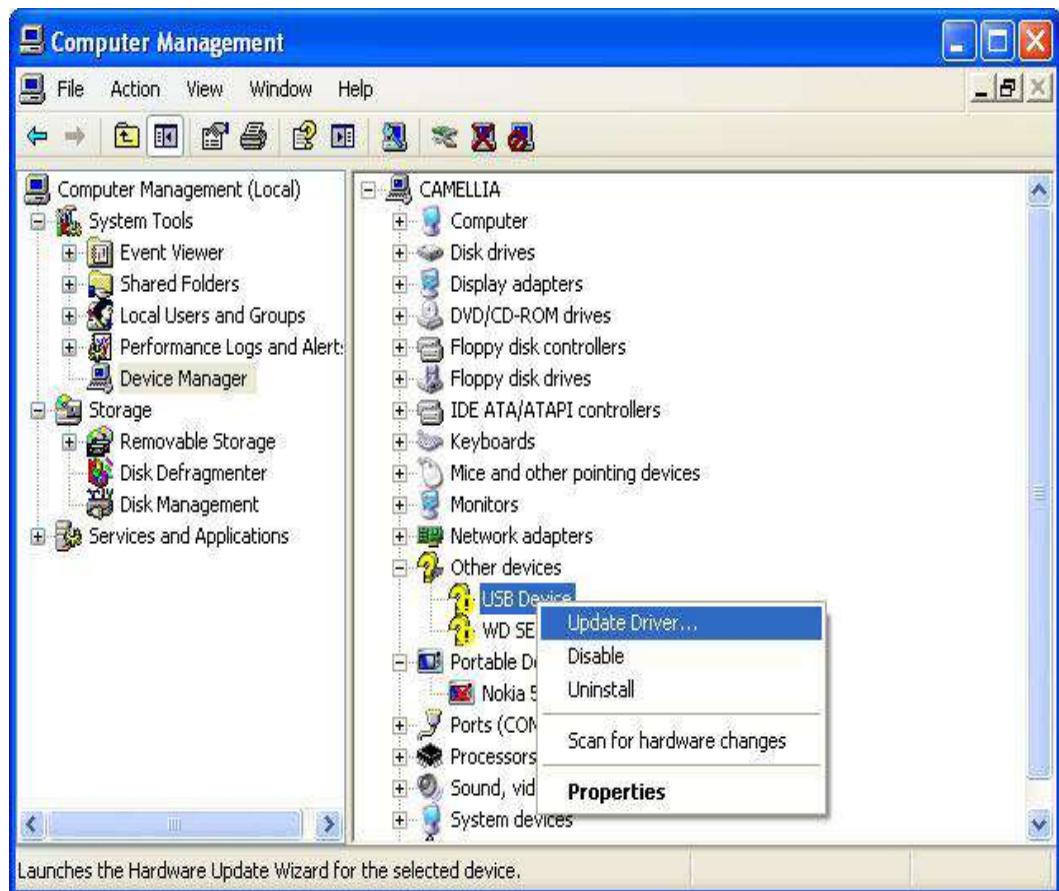 Computer Management
File Action View Window Help
Computer Management (Local)
System Tools
Event Viewer
Shared Folders
Local Users and Groups
Performance Logs and Alert
Device Manager
Storage
Removable Storage
Disk Defragmenter
Disk Management
Services and Applications
CAMELLIA
Computer
Disk drives
Display adapters
DVD/CD-ROM drives
Floppy disk controllers
Floppy disk drives
IDE ATA/ATAPI controllers
Keyboards
Mice and other pointing devices
Monitors
Network adapters
Other devices
USB Device
WD SE
Portable D
Nokia 5
Ports (CO
Processors
Sound, vid
System devices
Update Driver...
Disable
Uninstall
Scan for hardware changes
Properties
Launches the Hardware Update Wizard for the selected device.